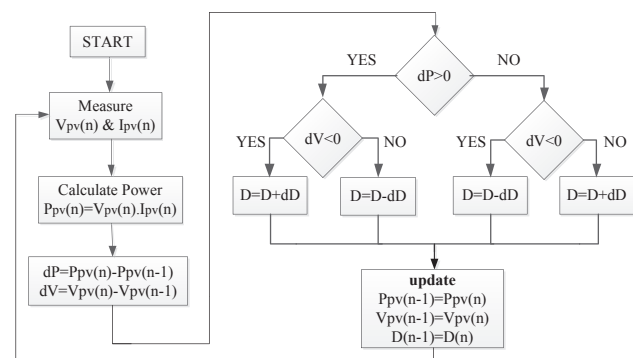 START
Measure
Vpv(n) & Ipv(n)
Calculate Power
Ppv(n)=Vpv(n).Ipv(n)
dP=Ppv(n)-Ppv(n-1)
dV=Vpv(n)-Vpv(n-1)
YES
dP>0
NO
YES
dV<0
NO
YES
dV<0
NO
D=D+dD
D=D-dD
D=D-dD
D=D+dD
update
Ppv(n-1)=Ppv(n)
Vpv(n-1)=Vpv(n)
D(n-1)=D(n)